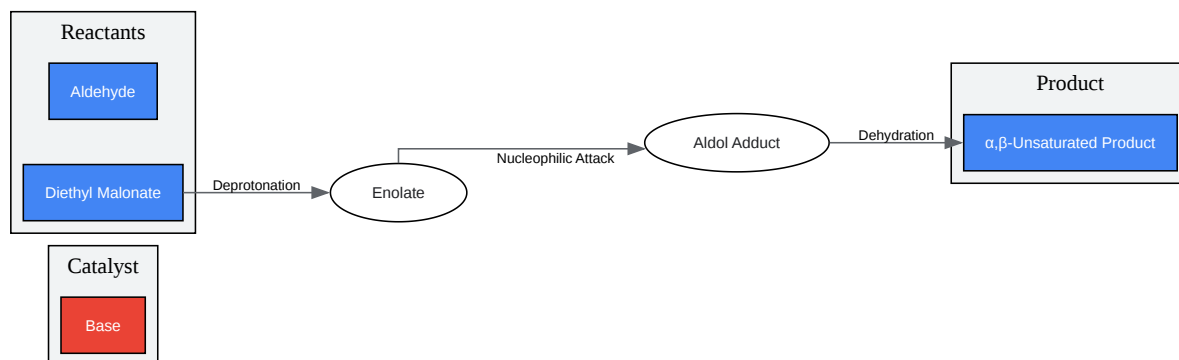 Reactants
Aldehyde
Diethyl Malonate
Deprotonation
Enolate
Nucleophilic Attack
Aldol Adduct
Dehydration
Product
α,β-Unsaturated Product
Catalyst
Base